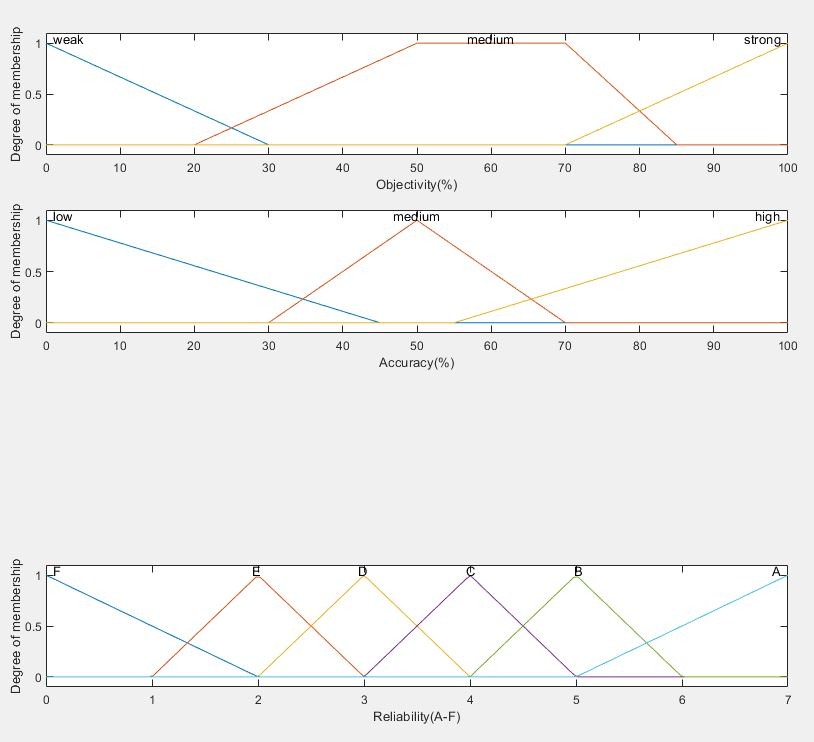 Degree of membership
weak medium strong
1
0.5
0
0 10 20 30 40 50 60 70 80 90 100
Objectivity(%)
Degree of membership
low medium high
1
0.5
0
0 10 20 30 40 50 60 70 80 90 100
Accuracy(%)
Degree of membership
F E D C B A
1
0.5
0
0 1 2 3 4 5 6 7
Reliability(A-F)